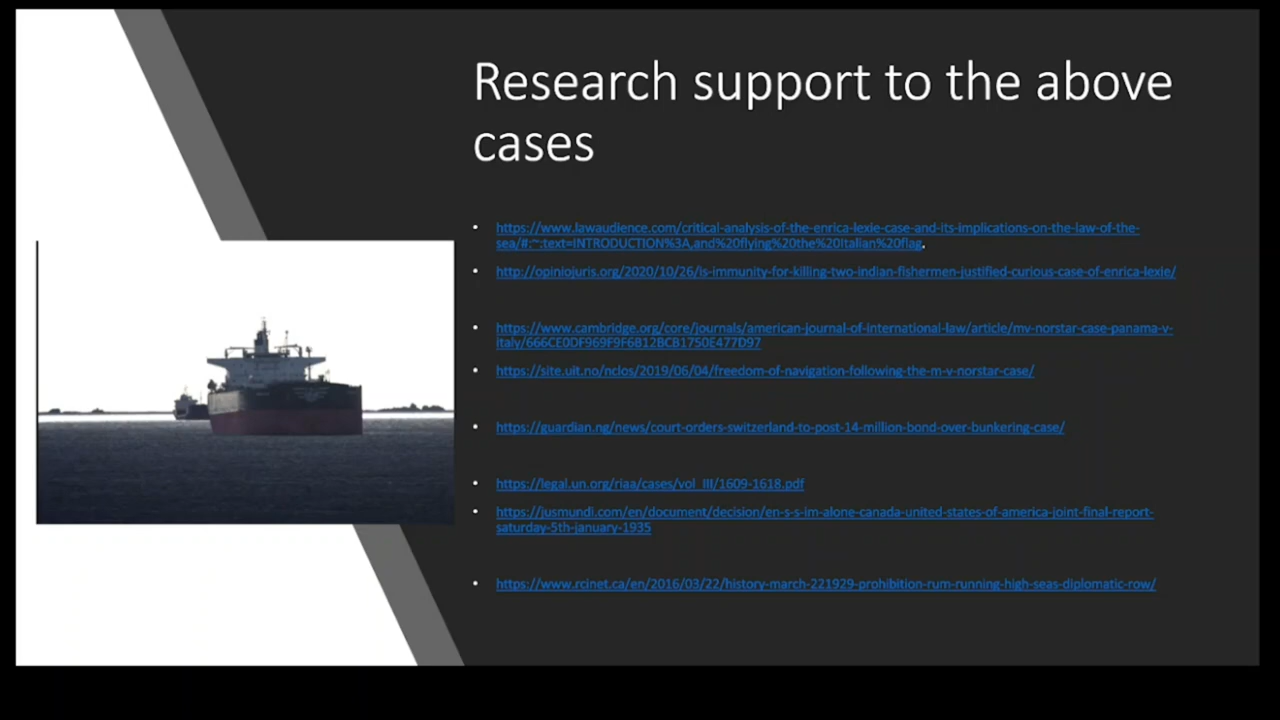 Research support to the above
cases
• https://www.lawaudience.com/critical-analysis-of-the-enrica-lexie-case-and-its-implications-on-the-law-of-the-
sea/#:~:text=INTRODUCTION%3A,and%20flying%20the%20Italian%20flag.
• http://opiniojuris.org/2020/10/26/is-immunity-for-killing-two-indian-fishermen-justified-curious-case-of-enrica-lexie/
• https://www.cambridge.org/core/journals/american-journal-of-international-law/article/mv-norstar-case-panama-v-
italy/666CE0DF969F9F6812BCB1750E477D97
• https://site.uit.no/nclos/2019/06/04/freedom-of-navigation-following-the-m-v-norstar-case/
• https://guardian.ng/news/court-orders-switzerland-to-post-14-million-bond-over-bunkering-case/
• https://legal.un.org/riaa/cases/vol_III/1609-1618.pdf
• https://jusmundi.com/en/document/decision/en-s-s-im-alone-canada-united-states-of-america-joint-final-report-
saturday-5th-january-1935
• https://www.rcinet.ca/en/2016/03/22/history-march-221929-prohibition-rum-running-high-seas-diplomatic-row/